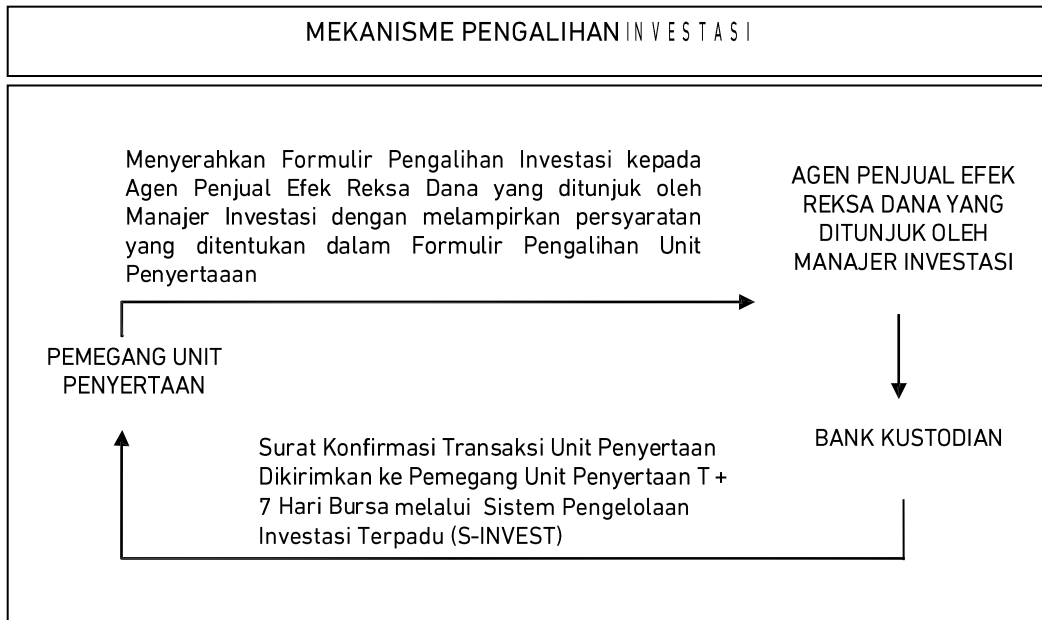 MEKANISME PENGALIHAN INVESTASI
Menyerahkan Formulir Pengalihan Investasi kepada
Agen Penjual Efek Reksa Dana yang ditunjuk oleh
Manajer Investasi dengan melampirkan persyaratan
yang ditentukan dalam Formulir Pengalihan Unit
Penyertaaan
AGEN PENJUAL EFEK
REKSA DANA YANG
DITUNJUK OLEH
MANAJER INVESTASI
PEMEGANG UNIT
PENYERTAAN
BANK KUSTODIAN
Surat Konfirmasi Transaksi Unit Penyertaan
Dikirimkan ke Pemegang Unit Penyertaan T +
7 Hari Bursa melalui Sistem Pengelolaan
Investasi Terpadu (S-INVEST)